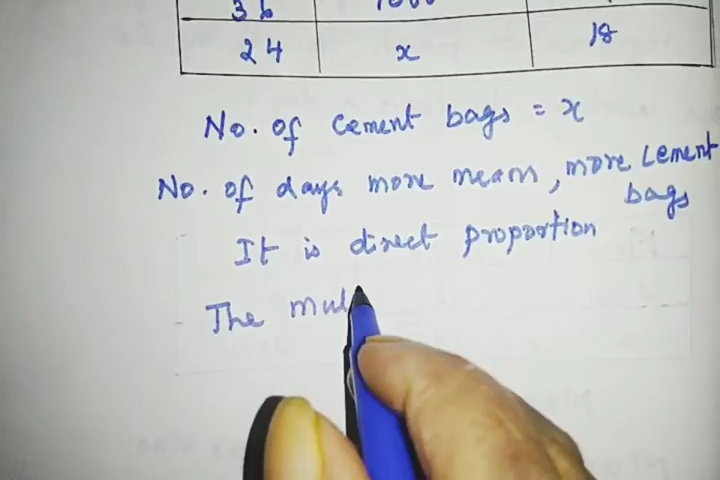 36
24 x 18
No. of cement bags = x
No. of days more means, more cement bags
It is direct proportion
The mul